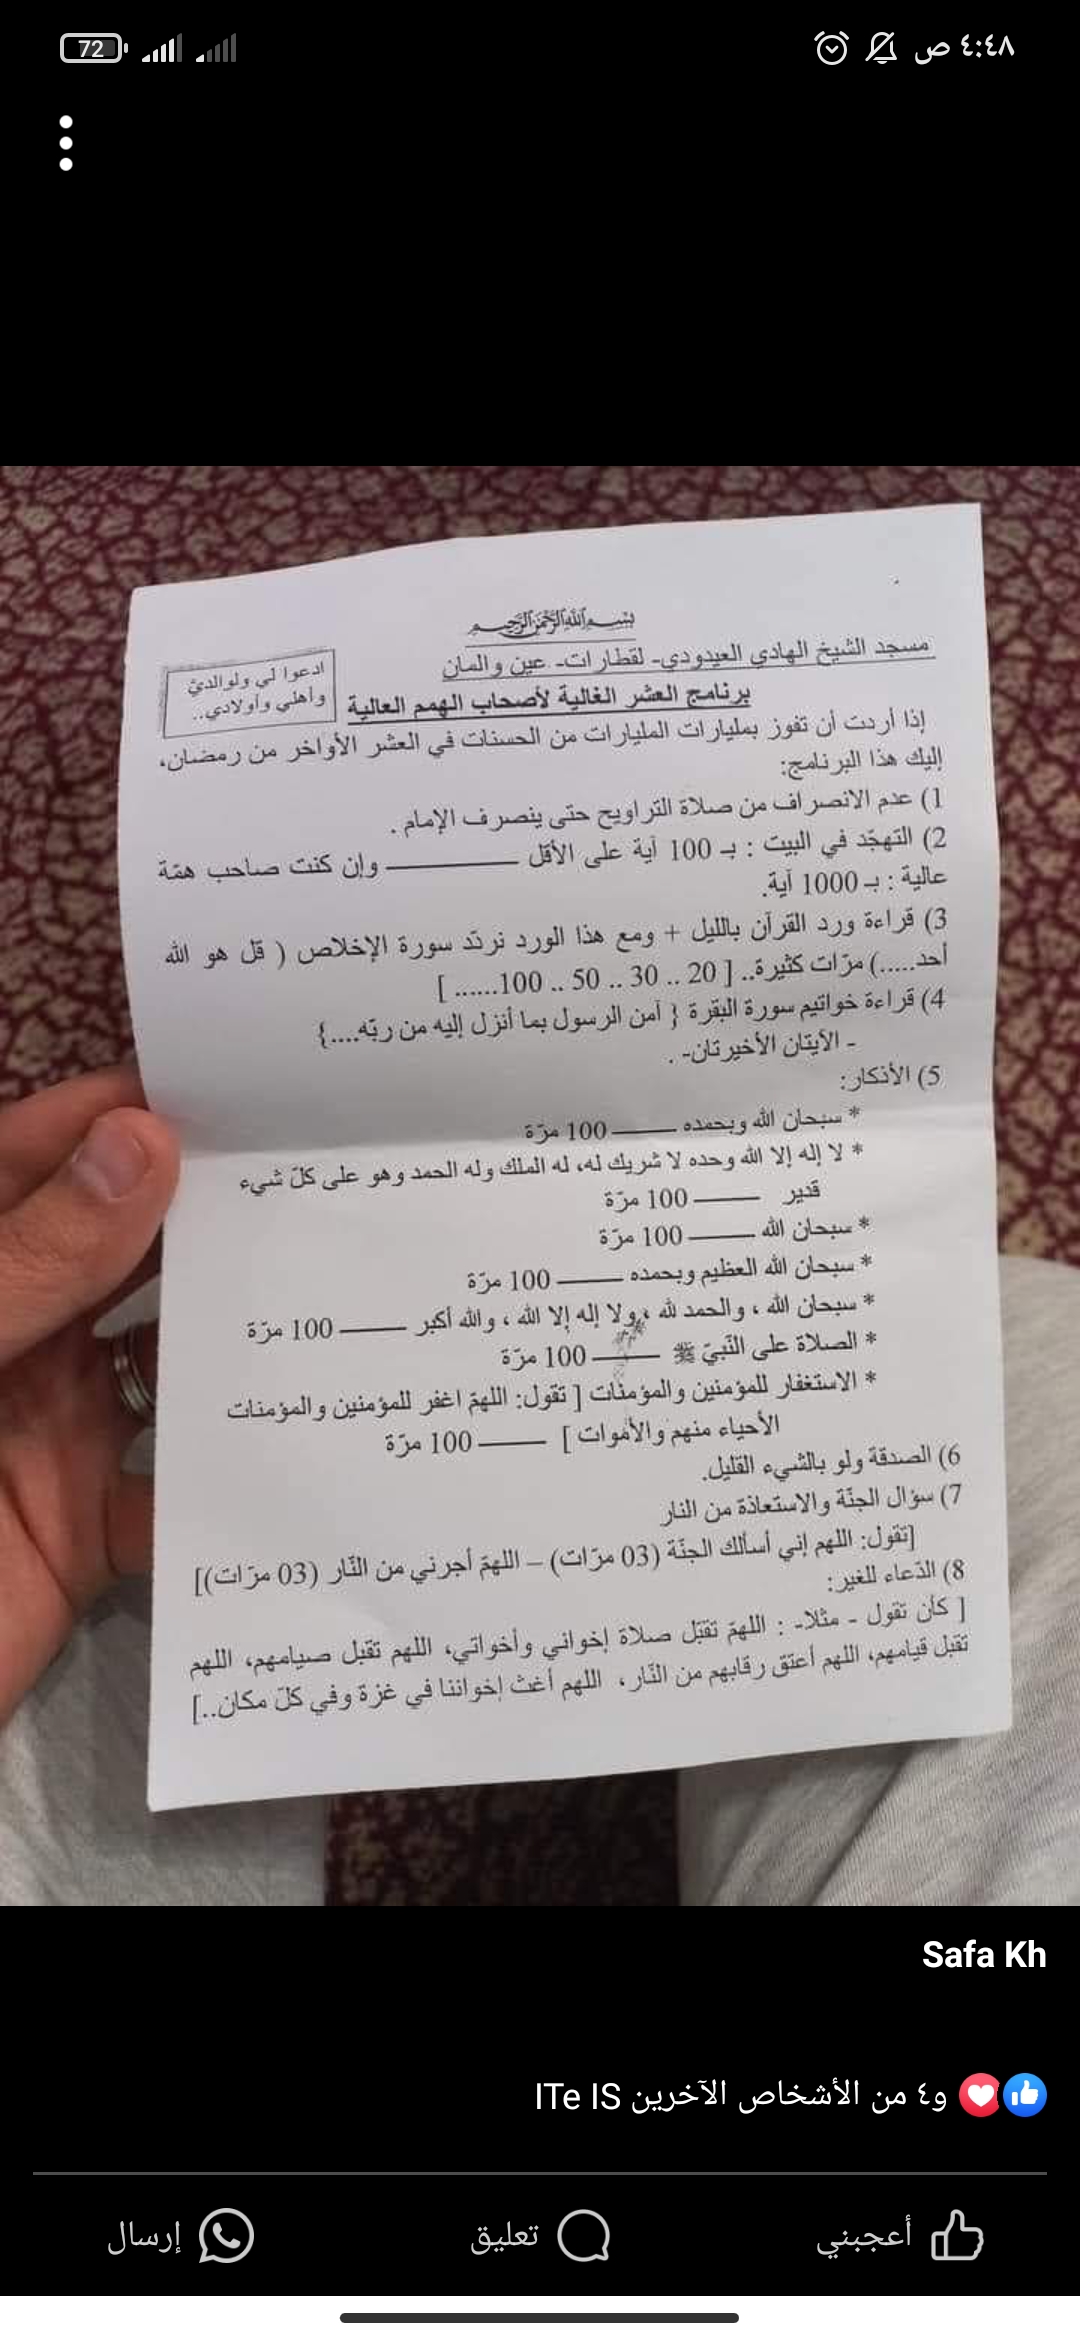 ٤:٤٨ ص
72
بسم الله الرحمن الرحيم
مسجد الشيخ الهادي العيدودي- لقطارات- عين والمان
ادعوا لي ولوالديّ
وأهلي وأولادي..
برنامج العشر الغالية لأصحاب الهمم العالية
إذا أردت أن تفوز بمليارات المليارات من الحسنات في العشر الأواخر من رمضان،
إليك هذا البرنامج:
1) عدم الانصراف من صلاة التراويح حتى ينصرف الإمام .
2) التهجّد في البيت : بـ 100 آية على الأقل ــــــــــ وإن كنت صاحب همّة
عالية : بـ 1000 آية.
3) قراءة ورد القرآن بالليل + ومع هذا الورد نردّد سورة الإخلاص ( قل هو الله
أحد.....) مرّات كثيرة.. [ 20 .. 30 .. 50 .. 100...... ]
4) قراءة خواتيم سورة البقرة { آمن الرسول بما أنزل إليه من ربّه....}
- الآيتان الأخيرتان- .
5) الأذكار:
* سبحان الله وبحمده ـــــــ 100 مرّة
* لا إله إلا الله وحده لا شريك له، له الملك وله الحمد وهو على كلّ شيء
قدير ـــــــ 100 مرّة
* سبحان الله ـــــــ 100 مرّة
* سبحان الله العظيم وبحمده ـــــــ 100 مرّة
* سبحان الله ، والحمد لله ، ولا إله إلا الله ، والله أكبر ـــــــ 100 مرّة
* الصلاة على النّبيّ ﷺ ـــــــ 100 مرّة
* الاستغفار للمؤمنين والمؤمنات [ تقول: اللهمّ اغفر للمؤمنين والمؤمنات
الأحياء منهم والأموات ] ـــــــ 100 مرّة
6) الصدقة ولو بالشيء القليل.
7) سؤال الجنّة والاستعاذة من النار
[تقول: اللهم إني أسألك الجنّة (03 مرّات) – اللهمّ أجرني من النّار (03 مرّات)]
8) الدّعاء للغير:
[ كأن تقول - مثلا- : اللهمّ تقبّل صلاة إخواني وأخواتي، اللهم تقبّل صيامهم، اللهم
تقبل قيامهم، اللهم أعتق رقابهم من النّار ، اللهم أغث إخواننا في غزة وفي كلّ مكان..]
Safa Kh
ITe IS و٤ من الأشخاص الآخرين
أعجبني
تعليق
إرسال